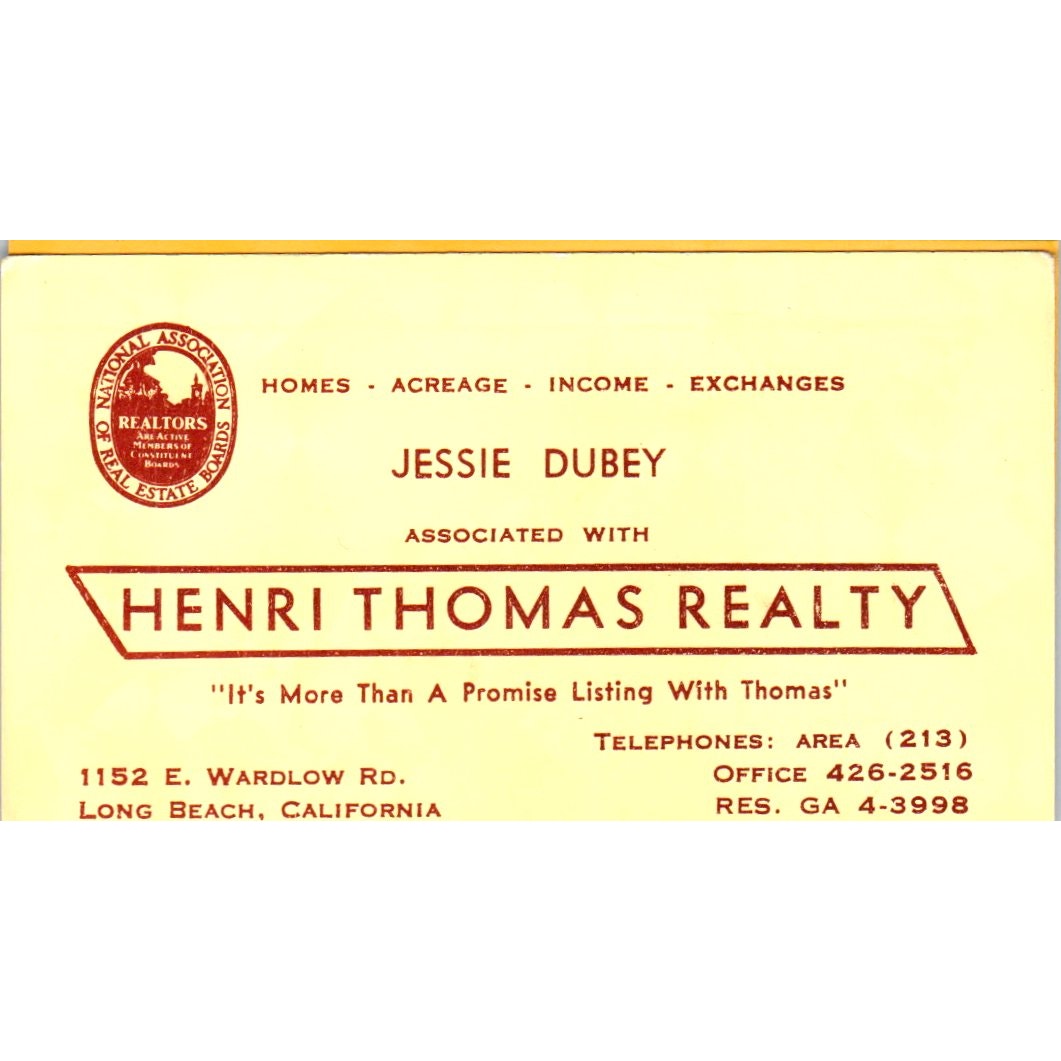 NATIONAL ASSOCIATION
OF REAL ESTATE BOARDS
REALTORS
ARE ACTIVE
MEMBERS OF
CONSTITUENT
BOARDS
HOMES - ACREAGE - INCOME - EXCHANGES
JESSIE DUBEY
ASSOCIATED WITH
HENRI THOMAS REALTY
"It's More Than A Promise Listing With Thomas"
TELEPHONES: AREA (213)
1152 E. WARDLOW RD.
OFFICE 426-2516
LONG BEACH, CALIFORNIA
RES. GA 4-3998